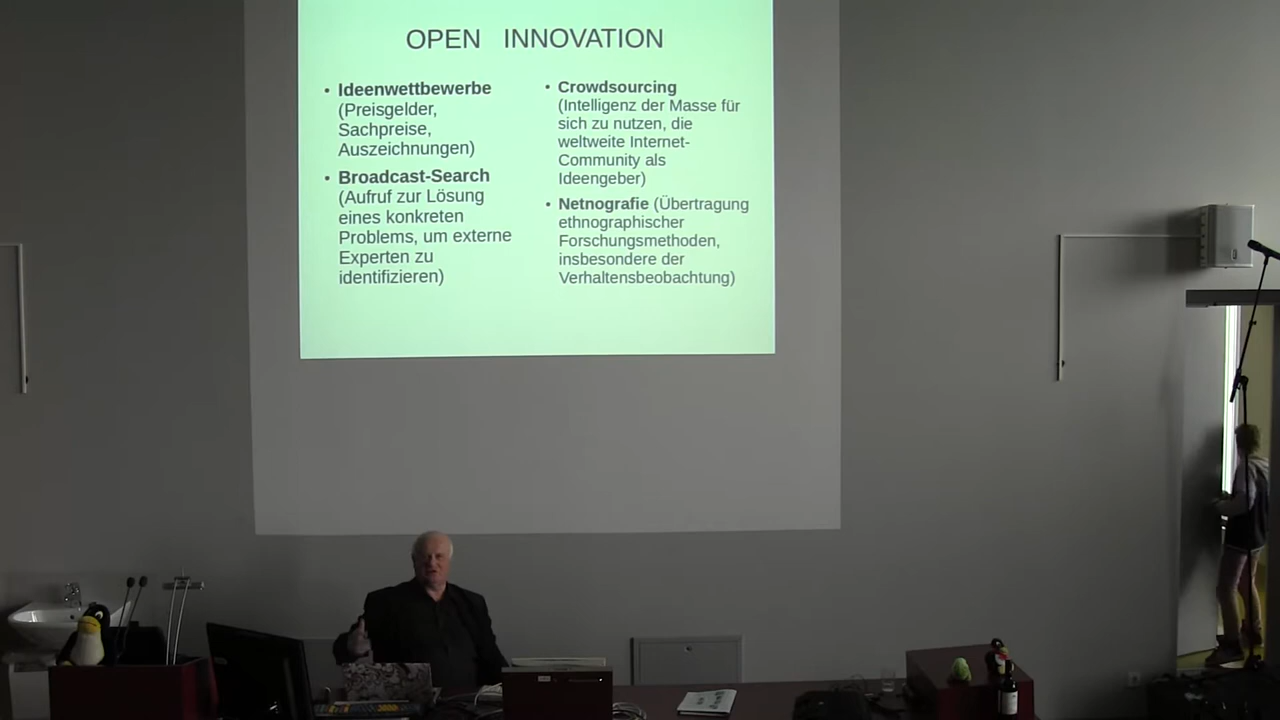 OPEN INNOVATION
• Ideenwettbewerbe
(Preisgelder,
Sachpreise,
Auszeichnungen)
• Broadcast-Search
(Aufruf zur Lösung
eines konkreten
Problems, um externe
Experten zu
identifizieren)
• Crowdsourcing
(Intelligenz der Masse für
sich zu nutzen, die
weltweite Internet-
Community als
Ideengeber)
• Netnografie (Übertragung
ethnographischer
Forschungsmethoden,
insbesondere der
Verhaltensbeobachtung)